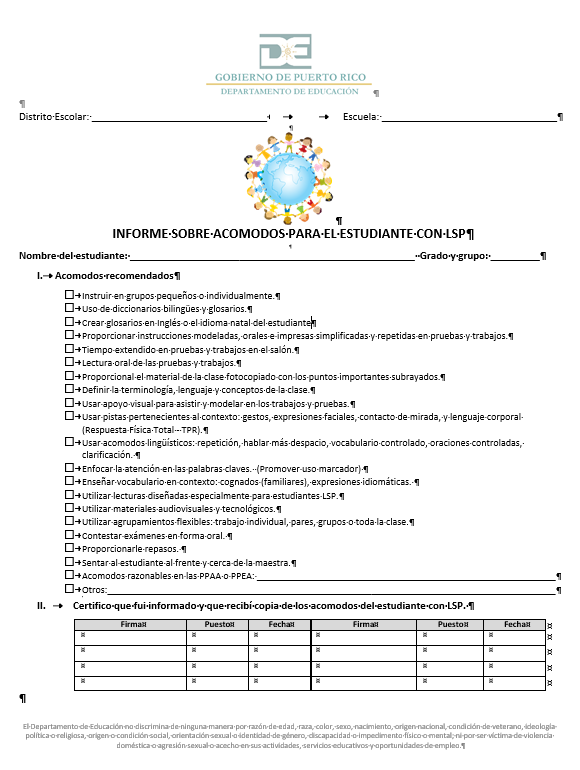 DE
GOBIERNO DE PUERTO RICO
DEPARTAMENTO DE EDUCACIÓN
Distrito Escolar: Escuela:
INFORME SOBRE ACOMODOS PARA EL ESTUDIANTE CON LSP
Nombre del estudiante: Grado y grupo:
I. Acomodos recomendados
Instruir en grupos pequeños o individualmente.
Uso de diccionarios bilingües y glosarios.
Crear glosarios en Inglés o el idioma natal del estudiante
Proporcionar instrucciones modeladas, orales e impresas simplificadas y repetidas en pruebas y trabajos.
Tiempo extendido en pruebas y trabajos en el salón.
Lectura oral de las pruebas y trabajos.
Proporcional el material de la clase fotocopiado con los puntos importantes subrayados.
Definir la terminología, lenguaje y conceptos de la clase.
Usar apoyo visual para asistir y modelar en los trabajos y pruebas.
Usar pistas pertenecientes al contexto: gestos, expresiones faciales, contacto de mirada, y lenguaje corporal
(Respuesta Física Total - TPR).
Usar acomodos lingüísticos: repetición, hablar más despacio, vocabulario controlado, oraciones controladas,
clarificación.
Enfocar la atención en las palabras claves. (Promover uso marcador)
Enseñar vocabulario en contexto: cognados (familiares), expresiones idiomáticas.
Utilizar lecturas diseñadas especialmente para estudiantes LSP.
Utilizar materiales audiovisuales y tecnológicos.
Utilizar agrupamientos flexibles: trabajo individual, pares, grupos o toda la clase.
Contestar exámenes en forma oral.
Proporcionarle repasos.
Sentar al estudiante al frente y cerca de la maestra.
Acomodos razonables en las PPAA o PPEA:
Otros:
II. Certifico que fui informado y que recibí copia de los acomodos del estudiante con LSP.
Firma Puesto Fecha Firma Puesto Fecha
El Departamento de Educación no discrimina de ninguna manera por razón de edad, raza, color, sexo, nacimiento, origen nacional, condición de veterano, ideología
política o religiosa, origen o condición social, orientación sexual o identidad de género, discapacidad o impedimento físico o mental; ni por ser víctima de violencia
doméstica o agresión sexual o acecho en sus actividades, servicios educativos y oportunidades de empleo.